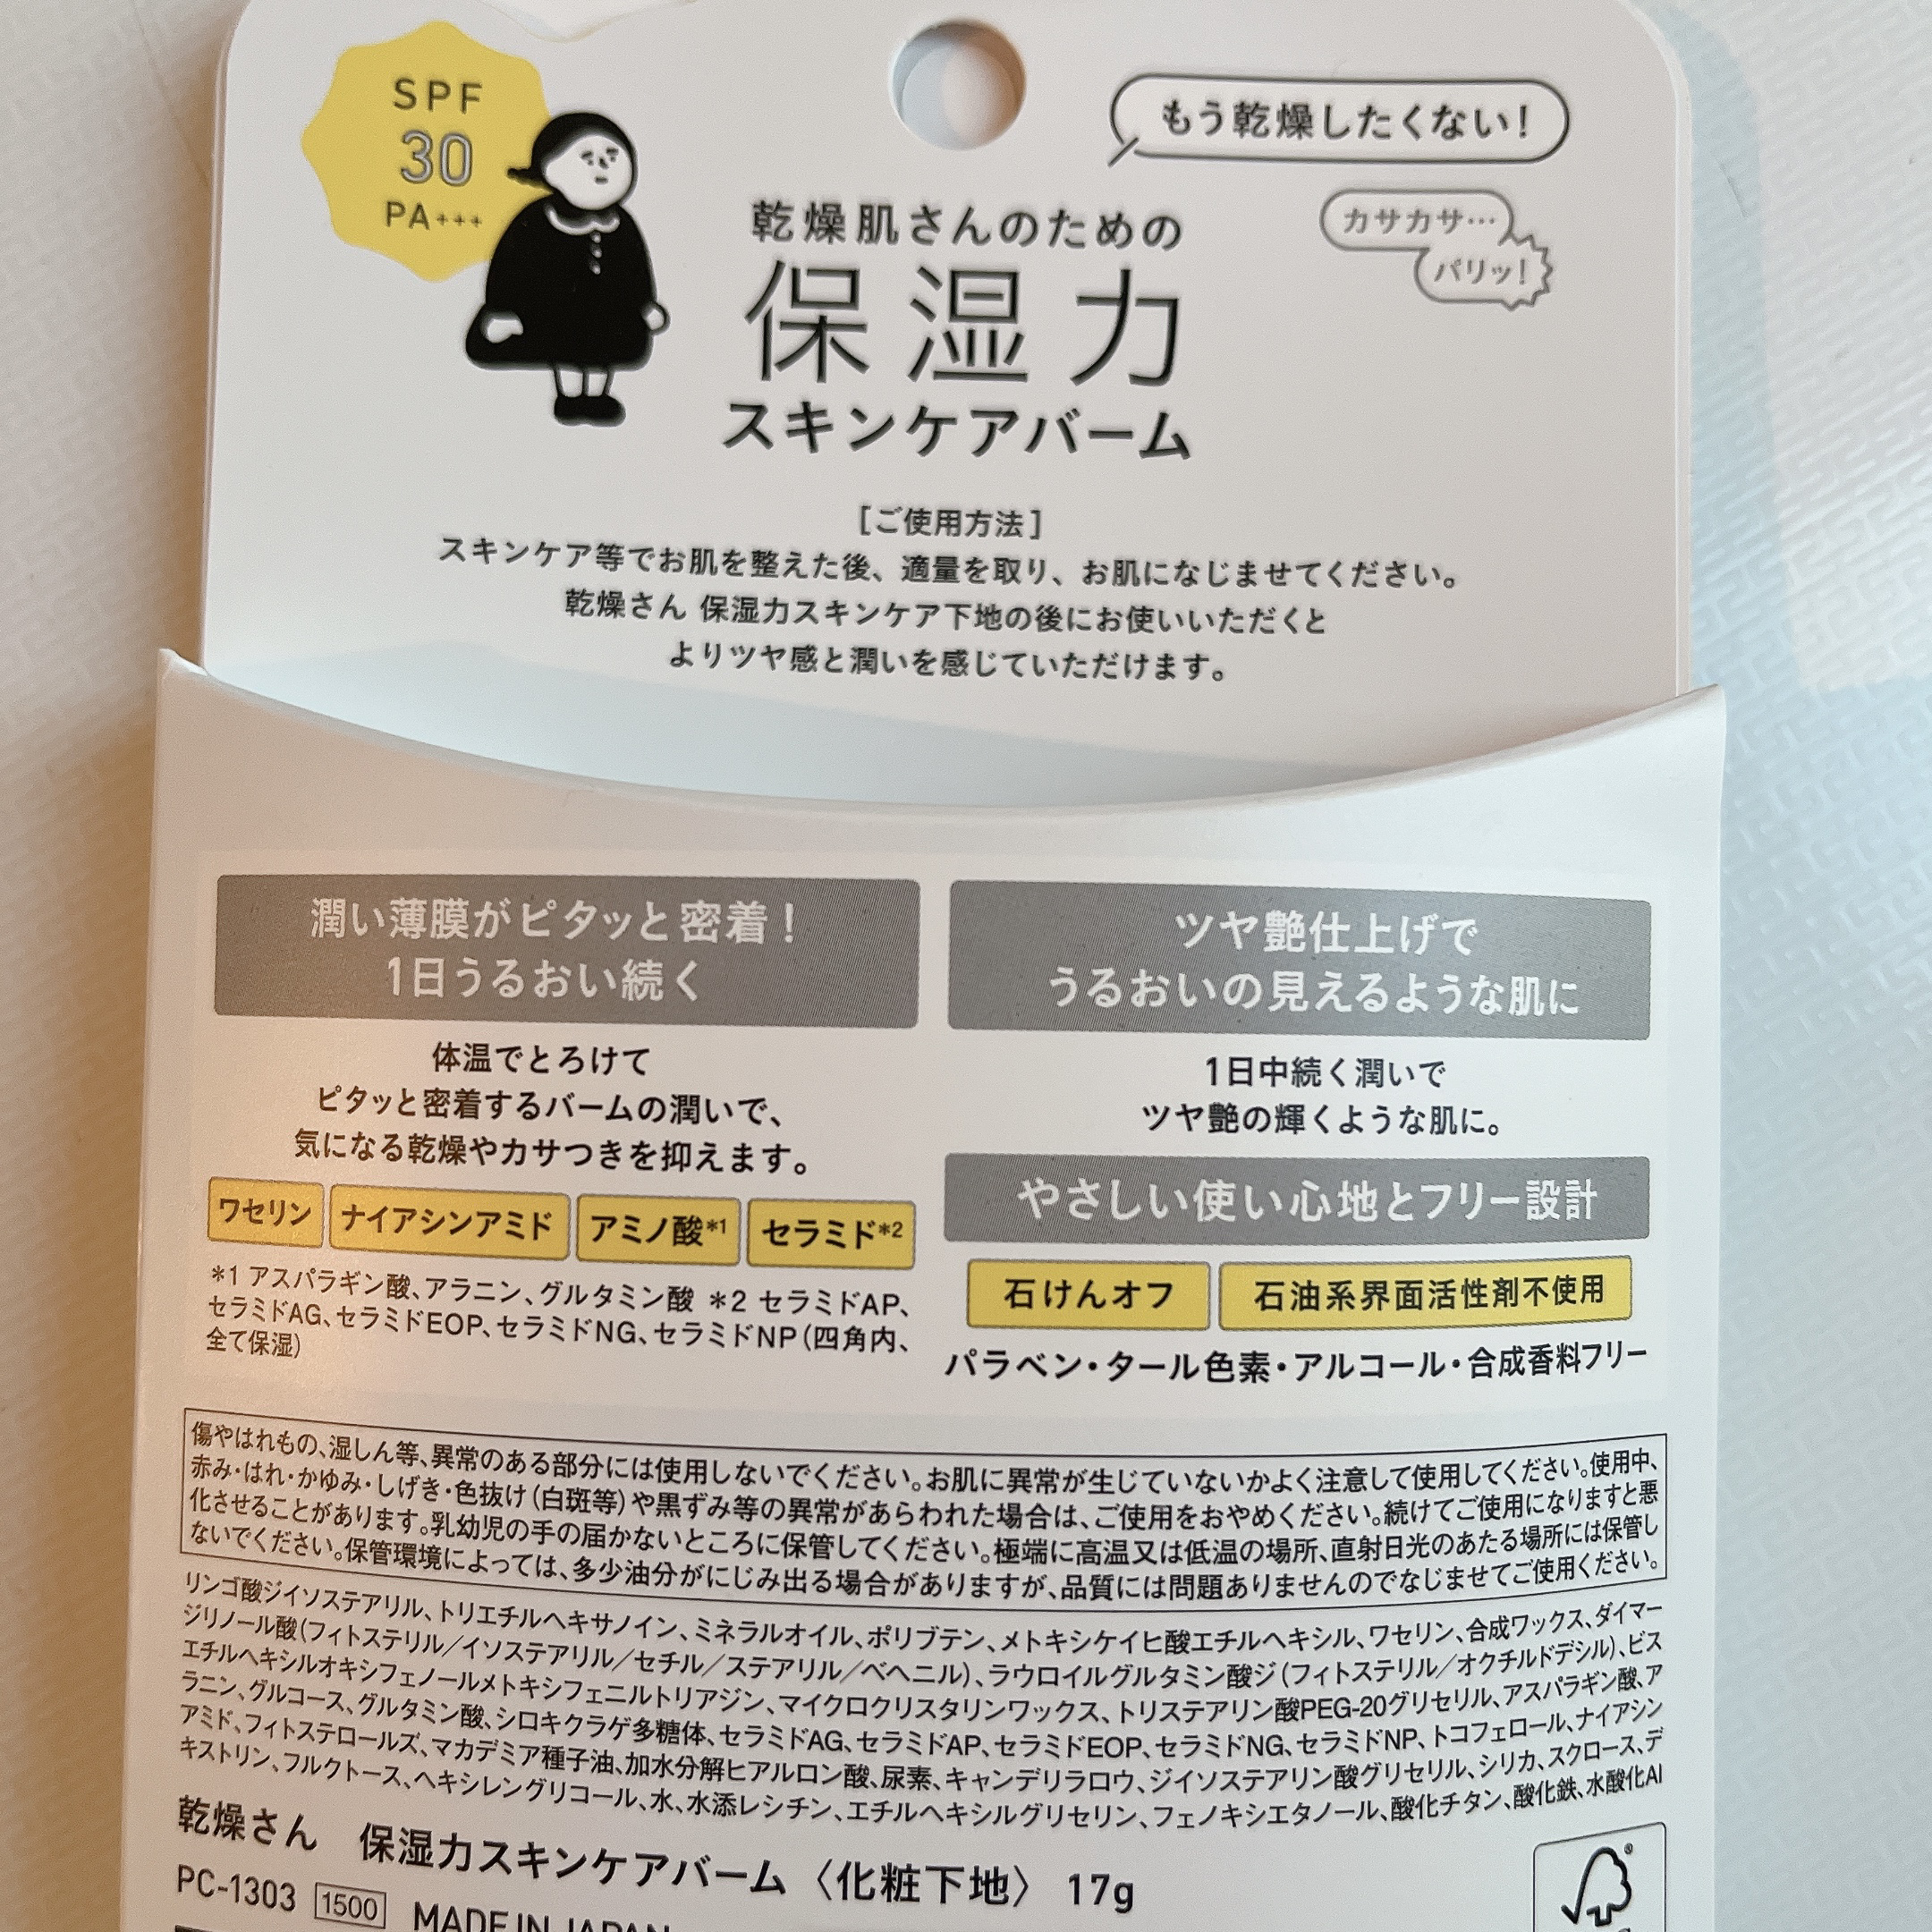 SPF
30
PA+++
もう乾燥したくない！
カサカサ…
パリッ！
乾燥肌さんのための
保湿力
スキンケアバーム
［ご使用方法］
スキンケア等でお肌を整えた後、適量を取り、お肌になじませてください。
乾燥さん 保湿力スキンケア下地の後にお使いいただくと
よりツヤ感と潤いを感じていただけます。
潤い薄膜がピタッと密着！
1日うるおい続く
体温でとろけて
ピタッと密着するバームの潤いで、
気になる乾燥やカサつきを抑えます。
ワセリン ナイアシンアミド アミノ酸*1 セラミド*2
*1 アスパラギン酸、アラニン、グルタミン酸 *2 セラミドAP、
セラミドAG、セラミドEOP、セラミドNG、セラミドNP（四角内、
全て保湿）
ツヤ艶仕上げで
うるおいの見えるような肌に
1日中続く潤いで
ツヤ艶の輝くような肌に。
やさしい使い心地とフリー設計
石けんオフ 石油系界面活性剤不使用
パラベン・タール色素・アルコール・合成香料フリー
傷やはれもの、湿しん等、異常のある部分には使用しないでください。お肌に異常が生じていないかよく注意して使用してください。使用中、
赤み・はれ・かゆみ・しげき・色抜け（白斑等）や黒ずみ等の異常があらわれた場合は、ご使用をおやめください。続けてご使用になりますと悪
化させることがあります。乳幼児の手の届かないところに保管してください。極端に高温又は低温の場所、直射日光のあたる場所には保管し
ないでください。保管環境によっては、多少油分がにじみ出る場合がありますが、品質には問題ありませんのでなじませてご使用ください。
リンゴ酸ジイソステアリル、トリエチルヘキサノイン、ミネラルオイル、ポリブテン、メトキシケイヒ酸エチルヘキシル、ワセリン、合成ワックス、ダイマー
ジリノール酸（フィトステリル／イソステアリル／セチル／ステアリル／ベヘニル）、ラウロイルグルタミン酸ジ（フィトステリル／オクチルドデシル）、ビス
エチルヘキシルオキシフェノールメトキシフェニルトリアジン、マイクロクリスタリンワックス、トリステアリン酸PEG-20グリセリル、アスパラギン酸、ア
ラニン、グルコース、グルタミン酸、シロキクラゲ多糖体、セラミドAG、セラミドAP、セラミドEOP、セラミドNG、セラミドNP、トコフェロール、ナイアシン
アミド、フィトステロールズ、マカデミア種子油、加水分解ヒアルロン酸、尿素、キャンデリラロウ、ジイソステアリン酸グリセリル、シリカ、スクロース、デ
キストリン、フルクトース、ヘキシレングリコール、水、水添レシチン、エチルヘキシルグリセリン、フェノキシエタノール、酸化チタン、酸化鉄、水酸化Al
乾燥さん 保湿力スキンケアバーム〈化粧下地〉 17g
PC-1303 1500 MADE IN JAPAN